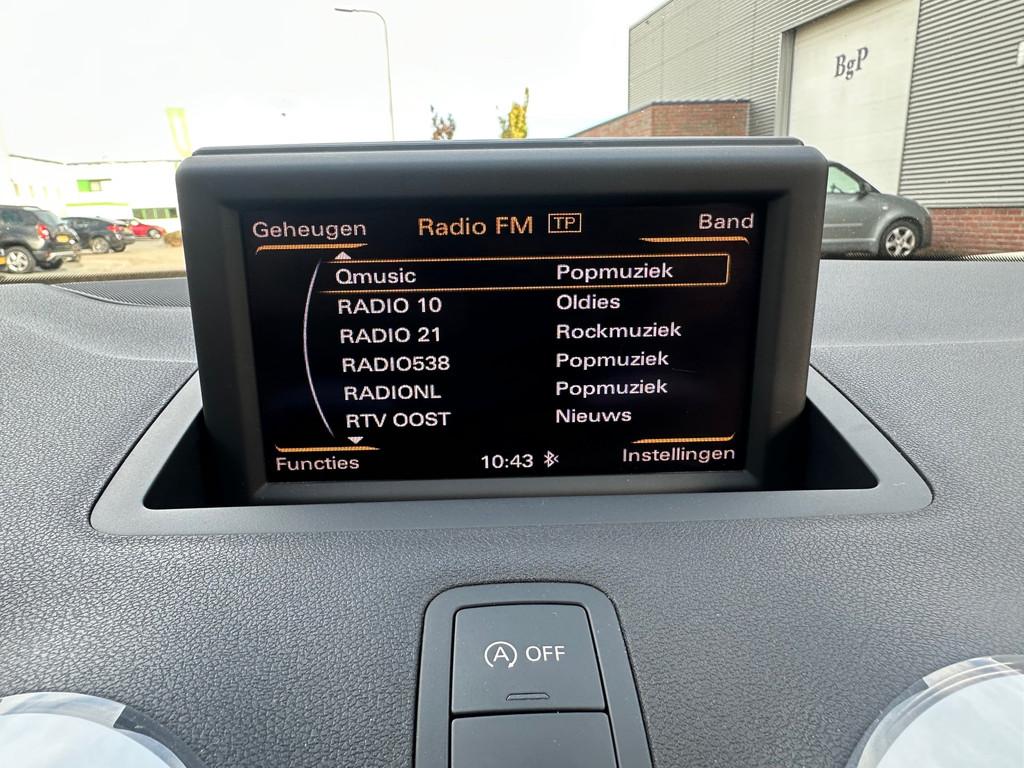 BgP
Geheugen Radio FM TP Band
Qmusic Popmuziek
RADIO 10 Oldies
RADIO 21 Rockmuziek
RADIO538 Popmuziek
RADIONL Popmuziek
RTV OOST Nieuws
Functies 10:43 Instellingen
A OFF